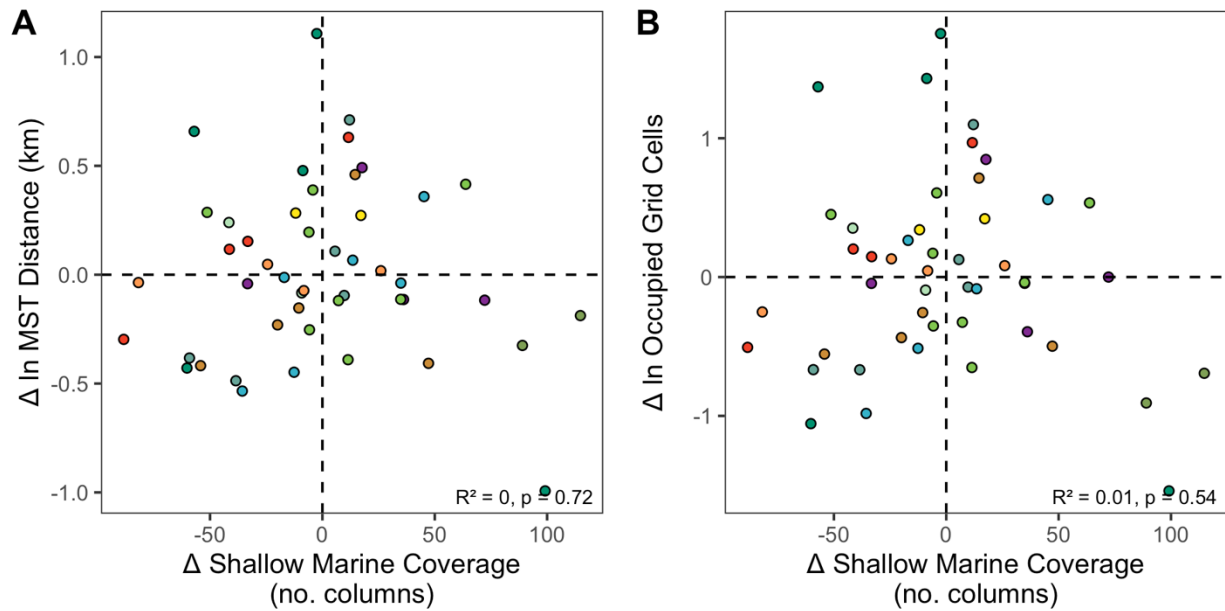 A
Δ ln MST Distance (km)
1.0
0.5
0.0
-0.5
-1.0
R² = 0, p = 0.72
-50
0
50
100
Δ Shallow Marine Coverage
(no. columns)
B
Δ ln Occupied Grid Cells
1
0
-1
R² = 0.01, p = 0.54
-50
0
50
100
Δ Shallow Marine Coverage
(no. columns)